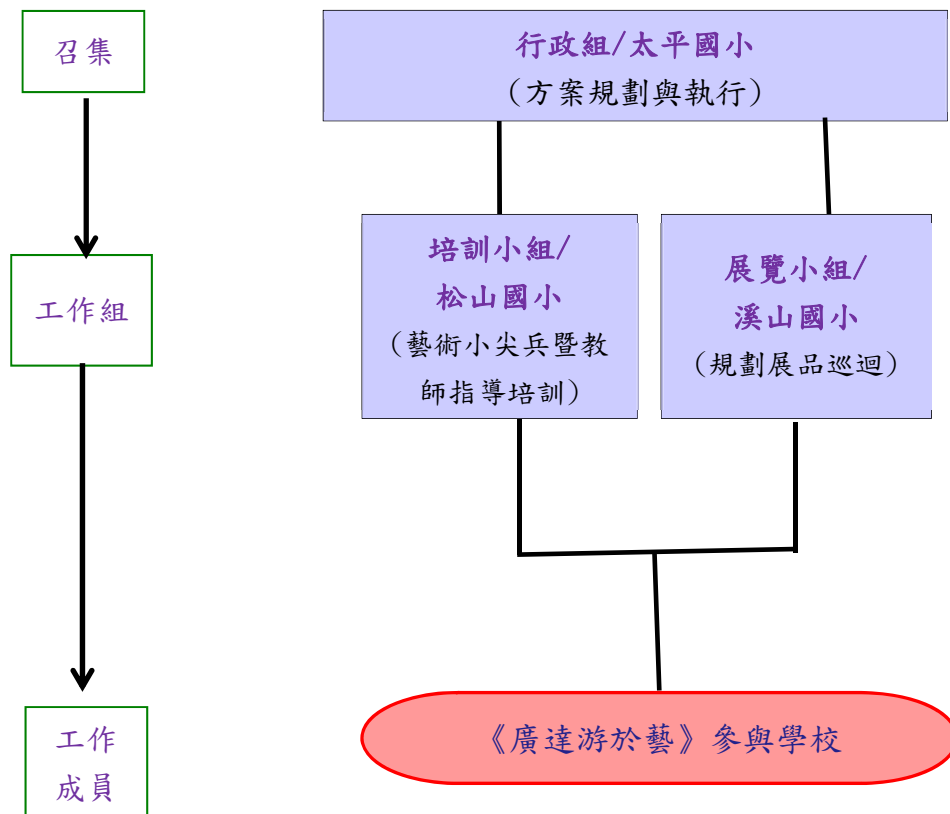 召集
行政組/太平國小
（方案規劃與執行）
工作組
培訓小組/
松山國小
（藝術小尖兵暨教
師指導培訓）
展覽小組/
溪山國小
（規劃展品巡迴）
工作
成員
《廣達游於藝》參與學校